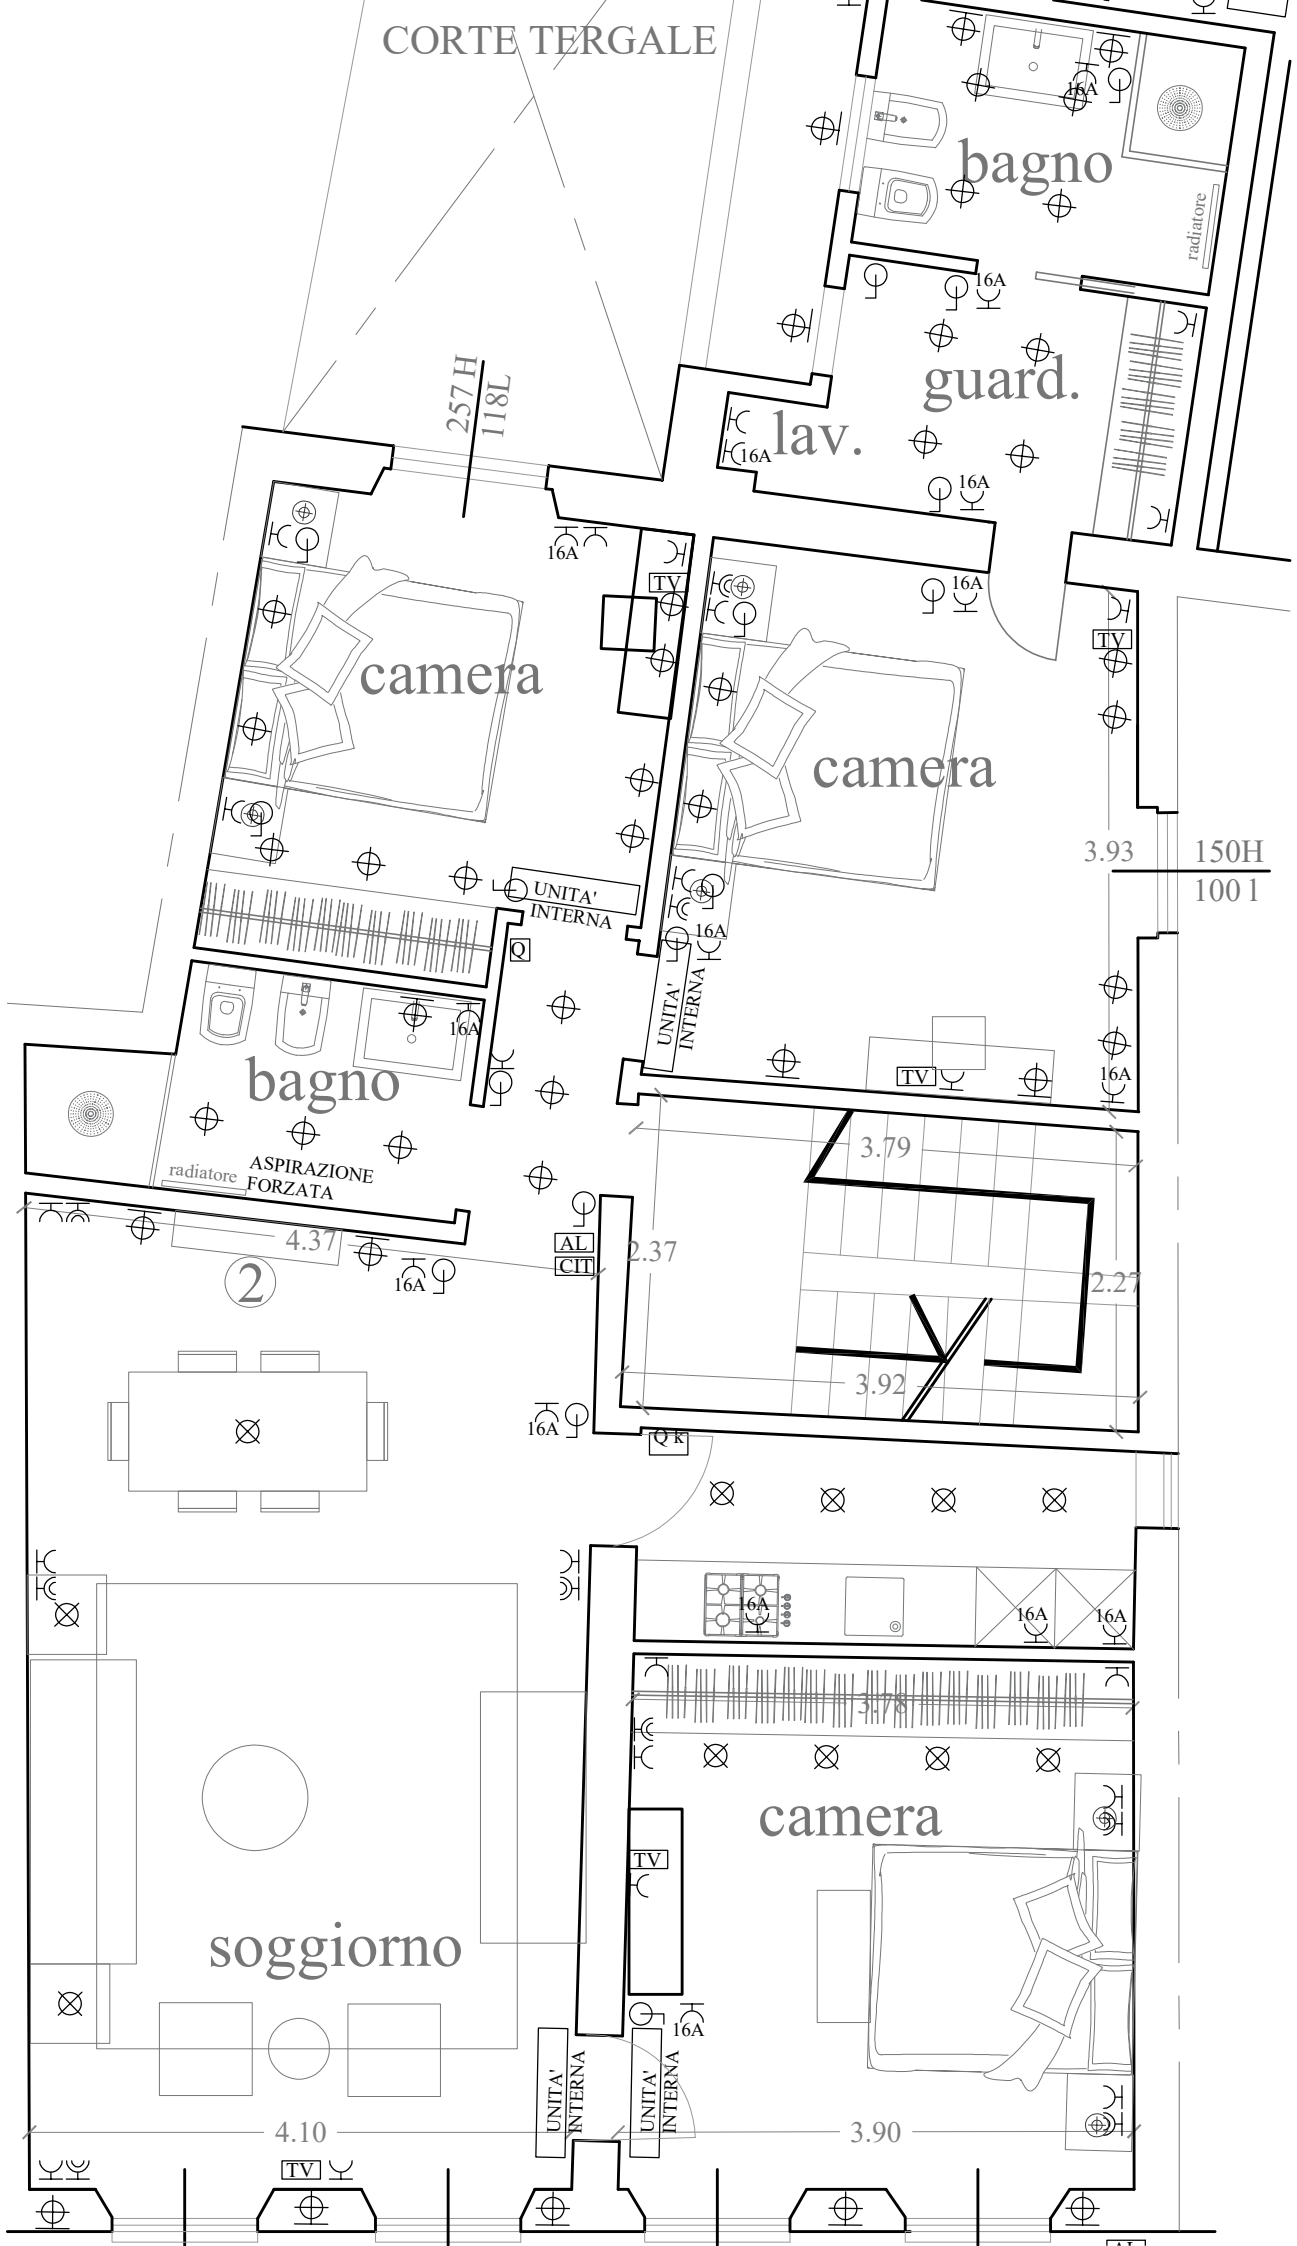 CORTE TERGALE
16A
bagno
radiatore
16A
257 H
118L
guard.
lav.
16A
16A
16A
TV
16A
TV
camera
camera
3.93
150H
100 l
UNITA'
INTERNA
Q
16A
UNITA'
INTERNA
16A
bagno
TV
16A
radiatore
ASPIRAZIONE
FORZATA
3.79
4.37
AL
CIT
2.37
2.27
2
16A
3.92
16A
Q k
16A
16A
16A
3.78
camera
TV
soggiorno
16A
UNITA'
INTERNA
UNITA'
INTERNA
4.10
3.90
TV